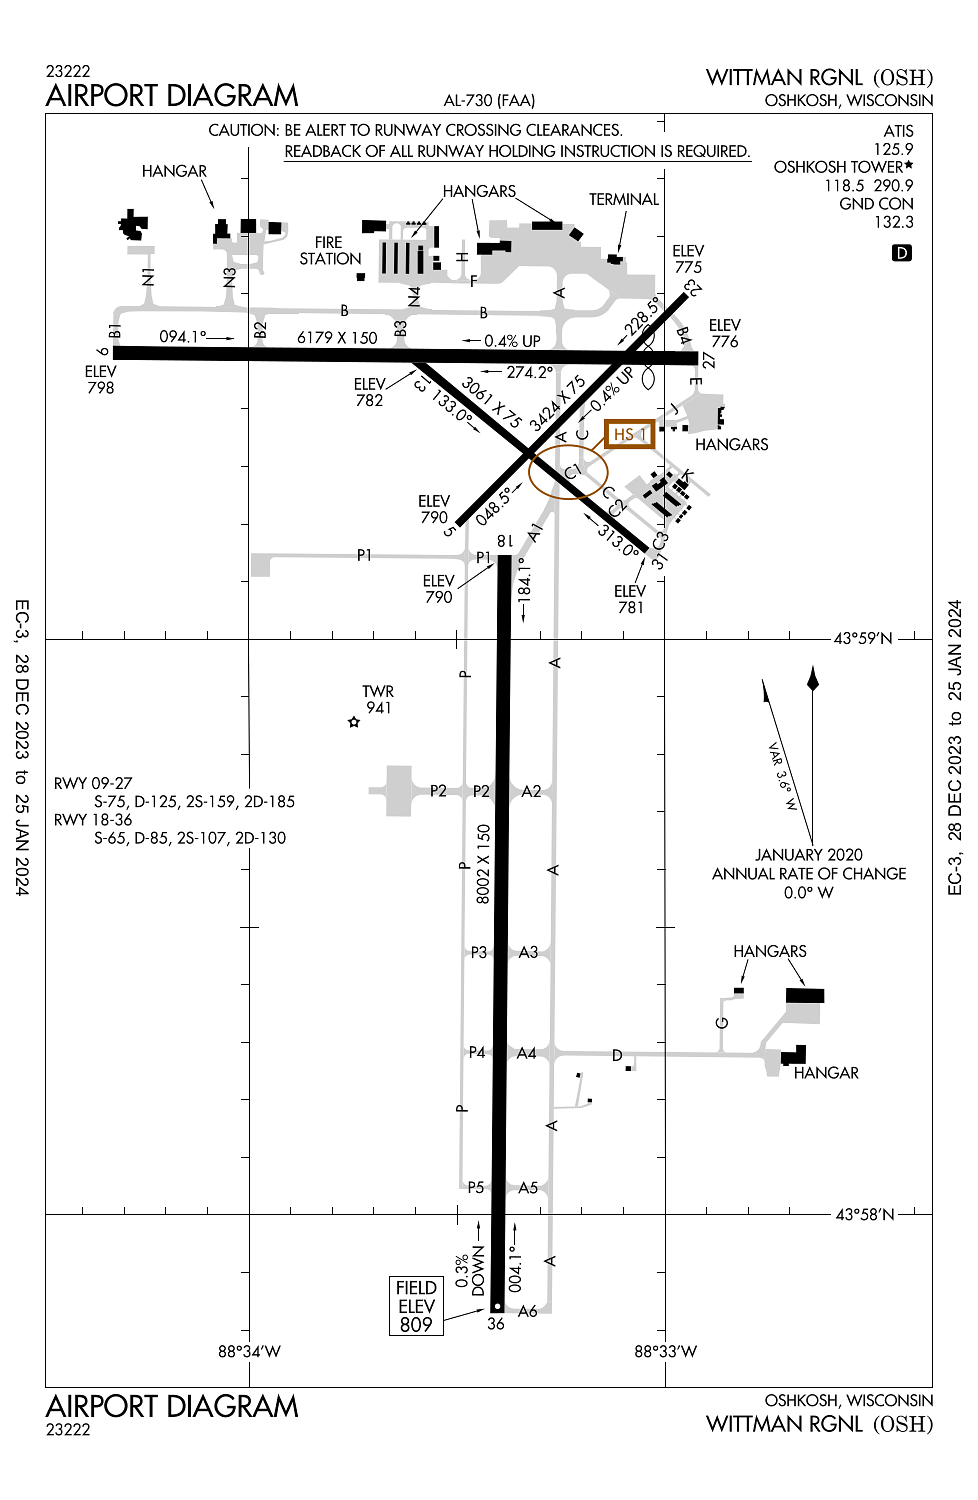 23222
AIRPORT DIAGRAM
AL-730 (FAA)
WITTMAN RGNL (OSH)
OSHKOSH, WISCONSIN
CAUTION: BE ALERT TO RUNWAY CROSSING CLEARANCES.
READBACK OF ALL RUNWAY HOLDING INSTRUCTION IS REQUIRED.
ATIS
125.9
OSHKOSH TOWER★
118.5 290.9
GND CON
132.3
D
HANGAR
HANGARS
TERMINAL
FIRE
STATION
ELEV
775
23
N1
N3
N4
H
F
A
B
B
B1
B2
B3
B4
228.5°
ELEV
776
27
9
094.1°
6179 X 150
0.4% UP
274.2°
ELEV
798
ELEV
782
13
133.0°
3061 X 75
3424 X 75
0.4% UP
E
J
HANGARS
HS 1
A
C
C1
C
C2
K
C3
ELEV
790
5
048.5°
313.0°
31
ELEV
781
A1
18
P1
P1
ELEV
790
184.1°
43°59'N
P
A
TWR
941
VAR 3.6° W
JANUARY 2020
ANNUAL RATE OF CHANGE
0.0° W
RWY 09-27
S-75, D-125, 2S-159, 2D-185
RWY 18-36
S-65, D-85, 2S-107, 2D-130
P2
P2
A2
8002 X 150
P
A
P3
A3
HANGARS
G
P4
A4
D
HANGAR
P
A
P5
A5
43°58'N
0.3%
DOWN
004.1°
A
FIELD
ELEV
809
A6
36
88°34'W
88°33'W
EC-3, 28 DEC 2023 to 25 JAN 2024
EC-3, 28 DEC 2023 to 25 JAN 2024
AIRPORT DIAGRAM
23222
OSHKOSH, WISCONSIN
WITTMAN RGNL (OSH)